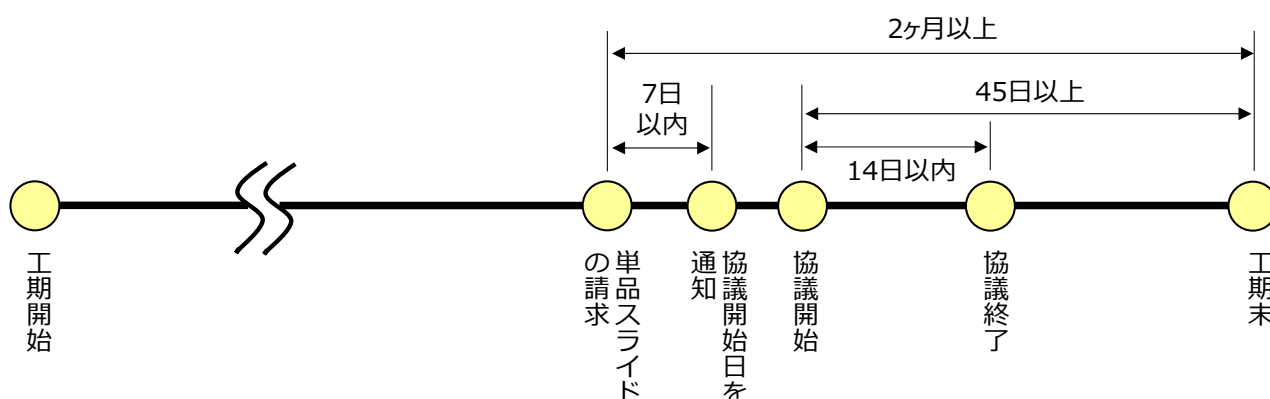 2ヶ月以上
7日
以内
45日以上
14日以内
工期開始
単品スライド
の請求
協議開始日を
通知
協議開始
協議終了
工期末